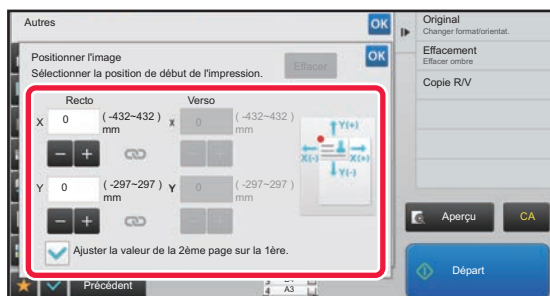 Autres
OK
Original
Changer format/orientat.
Effacement
Effacer ombre
Copie R/V
Positionner l'image
Sélectionner la position de début de l'impression.
Effacer
OK
Recto
Verso
X
0
(-432~432)
mm
X
0
(-432~432)
mm
Y(+)
X(-)
X(+)
Y(-)
Y
0
(-297~297)
mm
Y
0
(-297~297)
mm
Ajuster la valeur de la 2ème page sur la 1ère.
Aperçu
CA
Précédent
4
A3
Départ